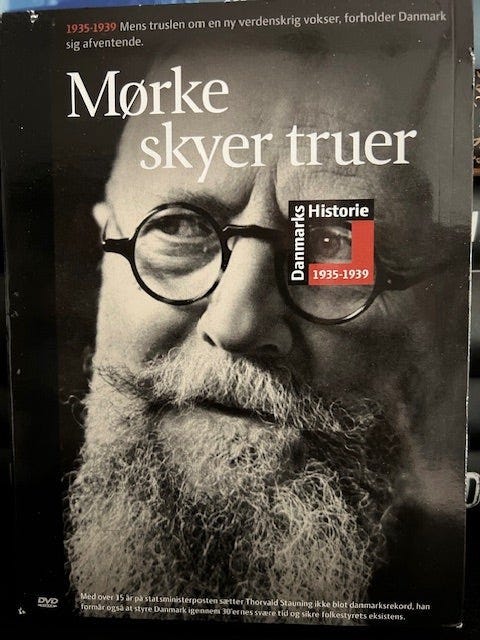 1935-1939 Mens truslen om en ny verdenskrig vokser, forholder Danmark
sig afventende.
Mørke
skyer truer
Danmarks
Historie
1935-1939
DVD
Med over 15 år på statsministerposten sætter Thorvald Stauning ikke blot danmarksrekord, han
formår også at styre Danmark igennem 30'ernes svære tid og sikre folkestyrets eksistens.